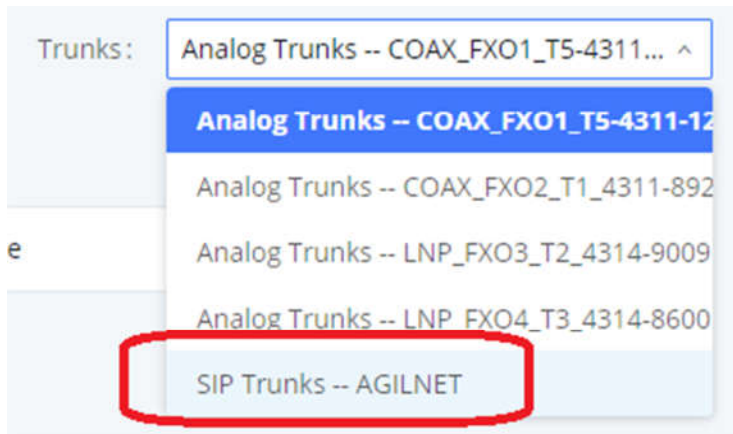 Trunks: Analog Trunks -- COAX_FXO1_T5-4311... ^
Analog Trunks -- COAX_FXO1_T5-4311-12
Analog Trunks -- COAX_FXO2_T1_4311-892
e
Analog Trunks -- LNP_FXO3_T2_4314-9009
Analog Trunks -- LNP_FXO4_T3_4314-8600
SIP Trunks -- AGILNET